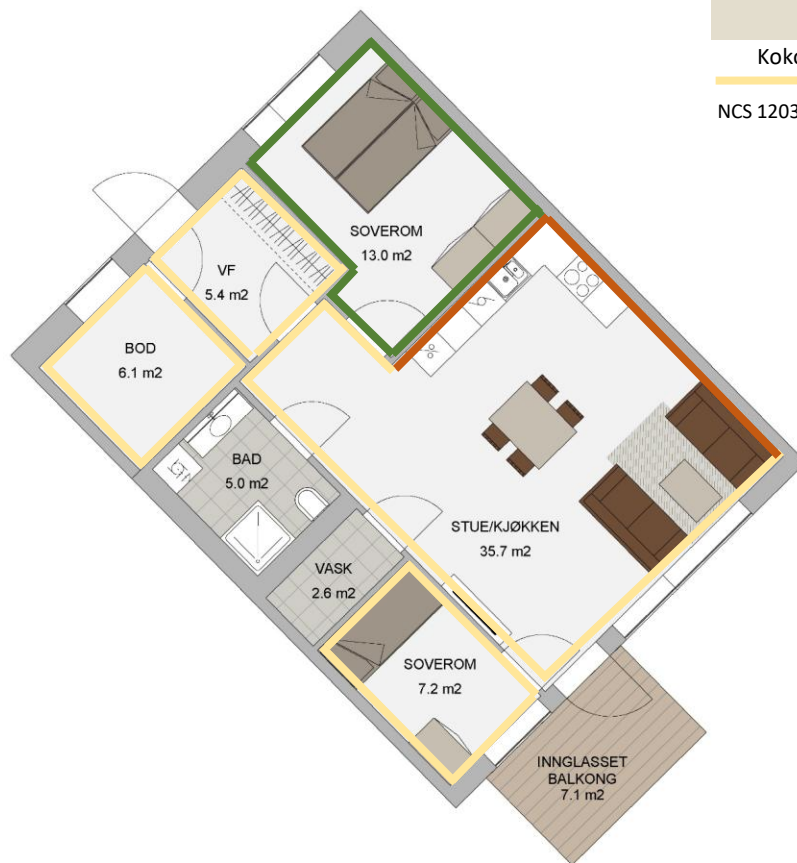 Koko
NCS 1203
SOVEROM
13.0 m2
VF
5.4 m2
BOD
6.1 m2
BAD
5.0 m2
STUE/KJØKKEN
35.7 m2
VASK
2.6 m2
SOVEROM
7.2 m2
INNGLASSET
BALKONG
7.1 m2